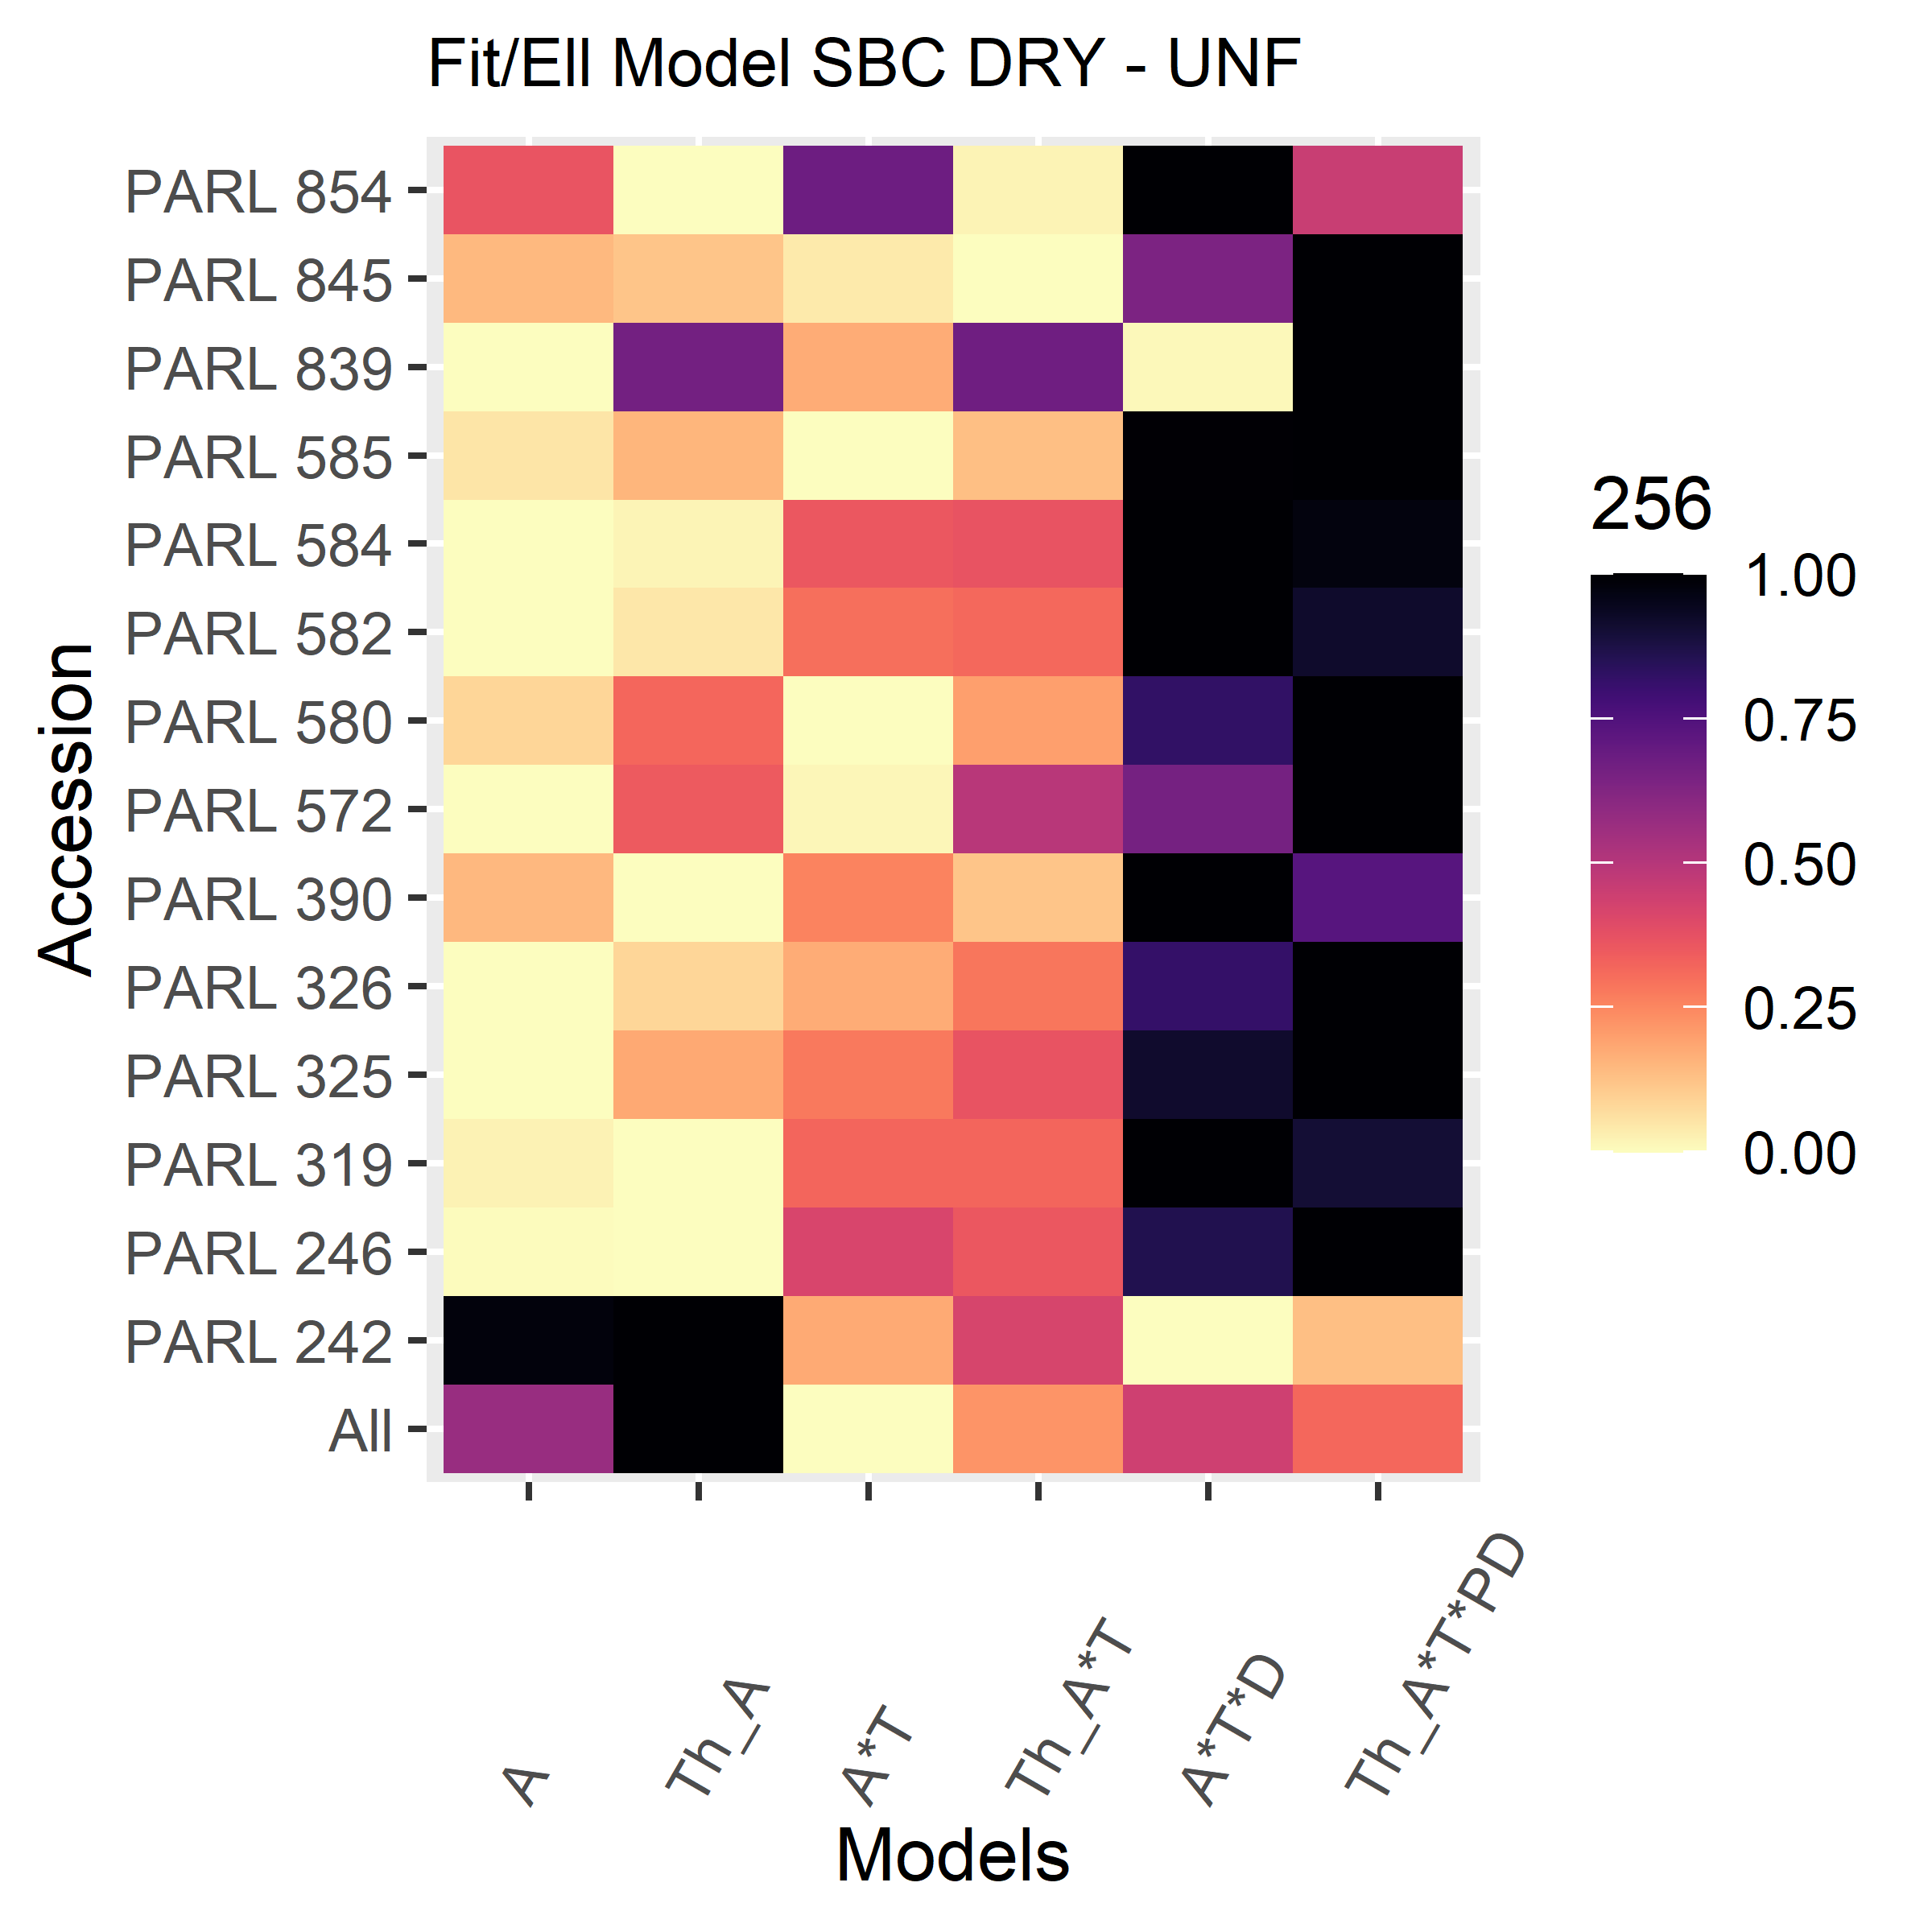 Fit/Ell Model SBC DRY - UNF
Accession
PARL 854
PARL 845
PARL 839
PARL 585
PARL 584
PARL 582
PARL 580
PARL 572
PARL 390
PARL 326
PARL 325
PARL 319
PARL 246
PARL 242
All
A
Th_A
A*T
Th_A*T
A*T*D
Th_A*T*PD
Models
256
1.00
0.75
0.50
0.25
0.00